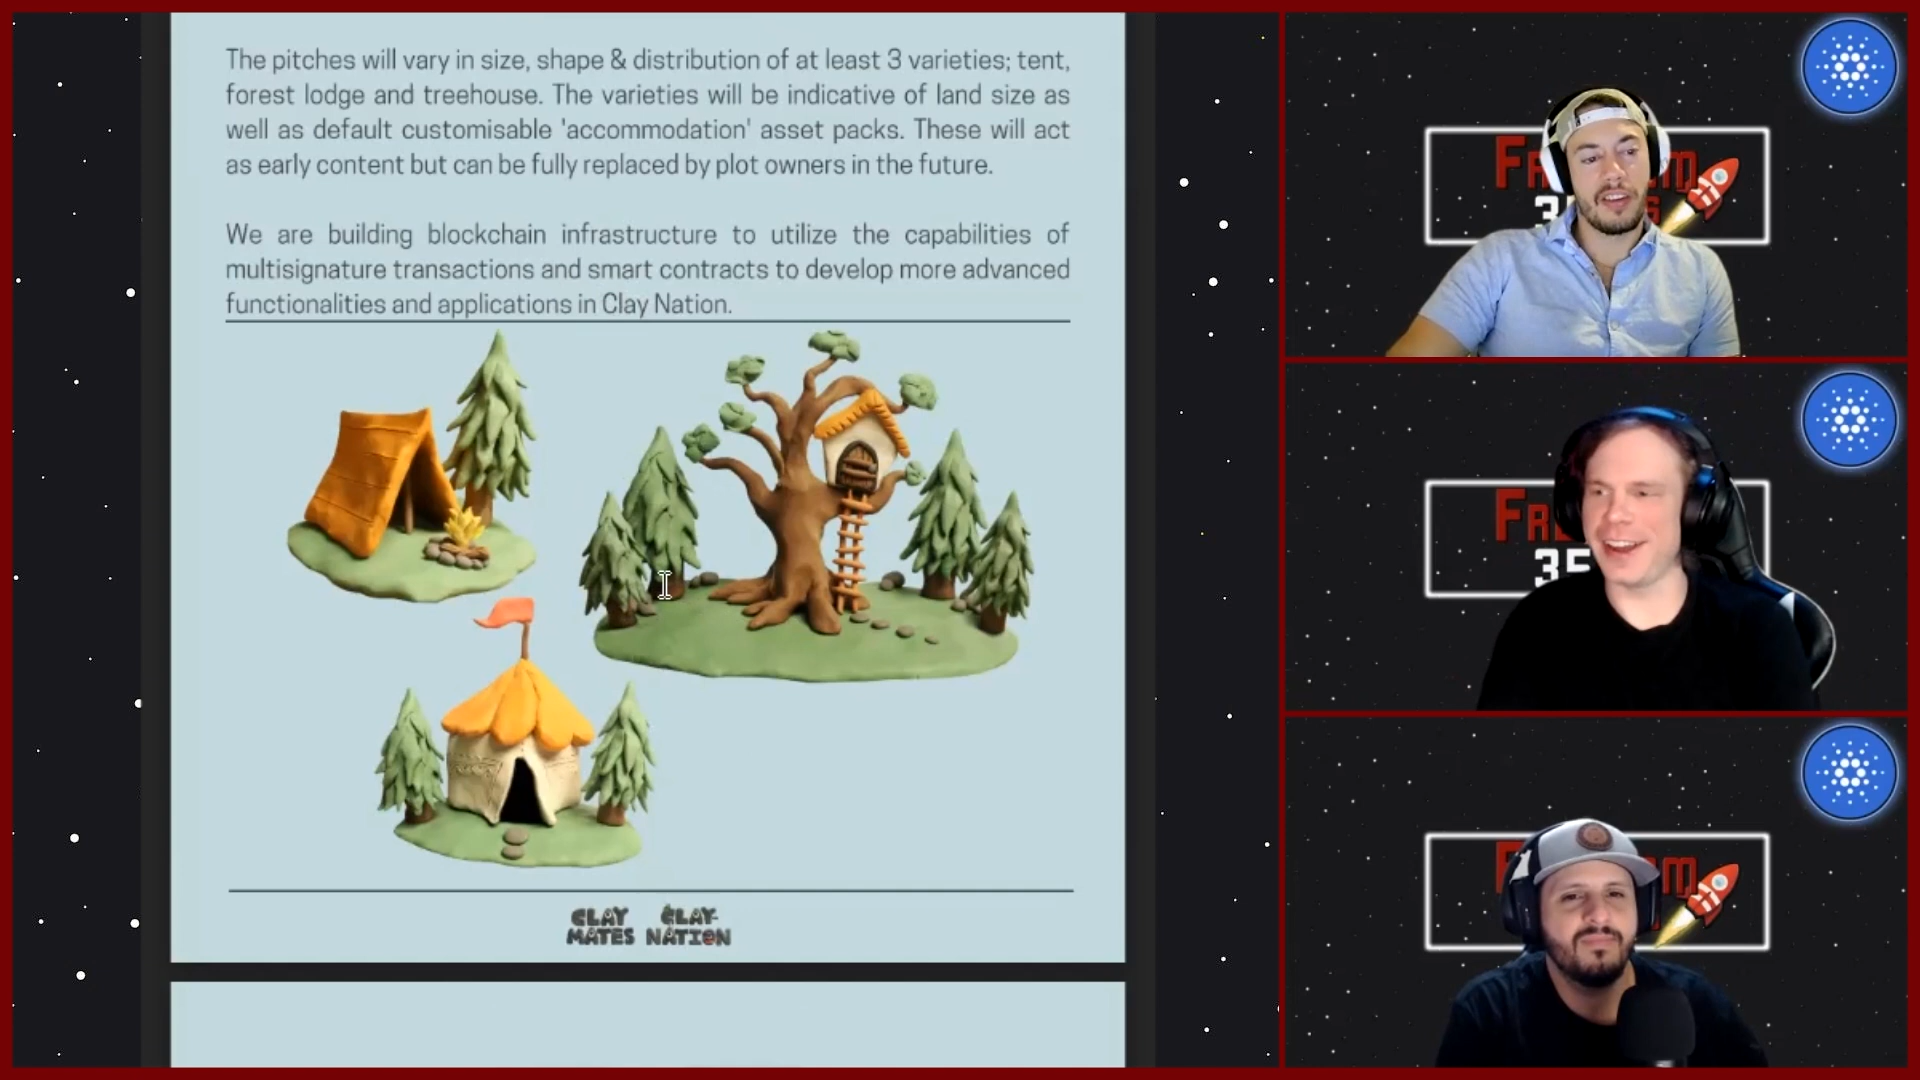 The pitches will vary in size, shape & distribution of at least 3 varieties; tent,
forest lodge and treehouse. The varieties will be indicative of land size as
well as default customisable 'accommodation' asset packs. These will act
as early content but can be fully replaced by plot owners in the future.
We are building blockchain infrastructure to utilize the capabilities of
multisignature transactions and smart contracts to develop more advanced
functionalities and applications in Clay Nation.
CLAY MATES
CLAY NATION
35